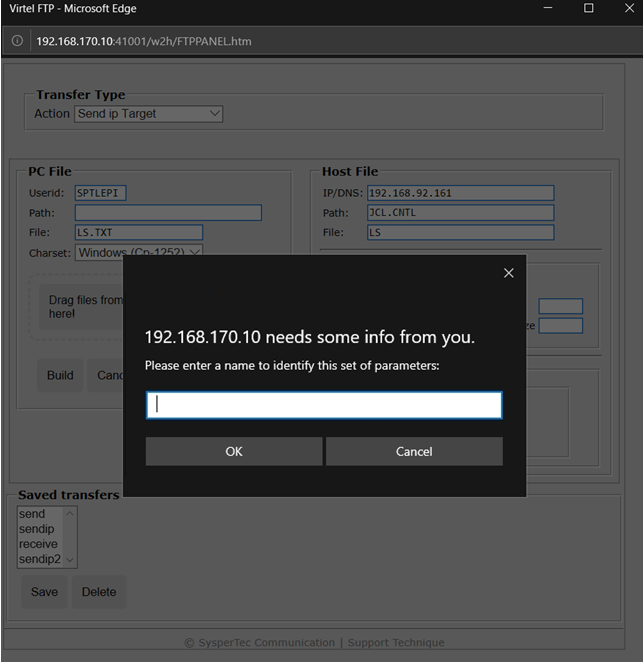 Virtel FTP - Microsoft Edge
192.168.170.10:41001/w2h/FTPPANEL.htm
Transfer Type
Action Send ip Target
PC File
Userid: SPTLEPI
Path:
File: LS.TXT
Charset: Windows (Cp-1252)
Drag files from
here!
Build Canc
Host File
IP/DNS: 192.168.92.161
Path: JCL.CNTL
File: LS
ze
192.168.170.10 needs some info from you.
Please enter a name to identify this set of parameters:
OK Cancel
Saved transfers
send
sendip
receive
sendip2
Save Delete
© SysperTec Communication | Support Technique